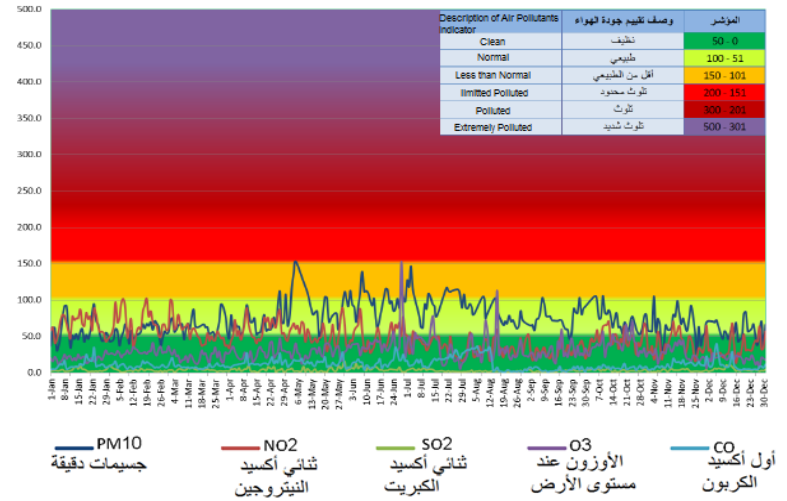 500.0
450.0
400.0
350.0
300.0
250.0
200.0
150.0
100.0
50.0
0.0
Description of Air Pollutants indicator وصف تقييم جودة الهواء المؤشر
Clean نظيف 50 - 0
Normal طبيعي 100 - 51
Less than Normal أقل من الطبيعي 150 - 101
limitted Polluted تلوث محدود 200 - 151
Polluted تلوث 300 - 201
Extremely Polluted تلوث شديد 500 - 301
1-Jan 8-Jan 15-Jan 22-Jan 29-Jan 5-Feb 12-Feb 19-Feb 26-Feb 4-Mar 11-Mar 18-Mar 25-Mar 1-Apr 8-Apr 15-Apr 22-Apr 29-Apr 6-May 13-May 20-May 27-May 3-Jun 10-Jun 17-Jun 24-Jun 1-Jul 8-Jul 15-Jul 22-Jul 29-Jul 5-Aug 12-Aug 19-Aug 26-Aug 2-Sep 9-Sep 16-Sep 23-Sep 30-Sep 7-Oct 14-Oct 21-Oct 28-Oct 4-Nov 11-Nov 18-Nov 25-Nov 2-Dec 9-Dec 16-Dec 23-Dec 30-Dec
PM10 NO2 SO2 O3 CO
جسيمات دقيقة
ثنائي أكسيد
النيتروجين
ثنائي أكسيد
الكبريت
الأوزون عند
مستوى الأرض
أول أكسيد
الكربون